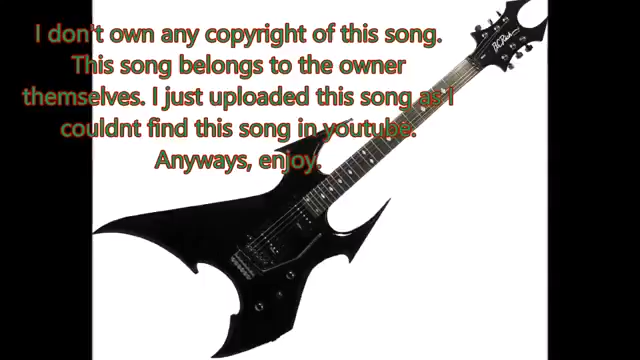 I don't own any copyright of this song.
This song belongs to the owner
themselves. I just uploaded this song as I
couldnt find this song in youtube.
Anyways, enjoy.
B.C.Rich